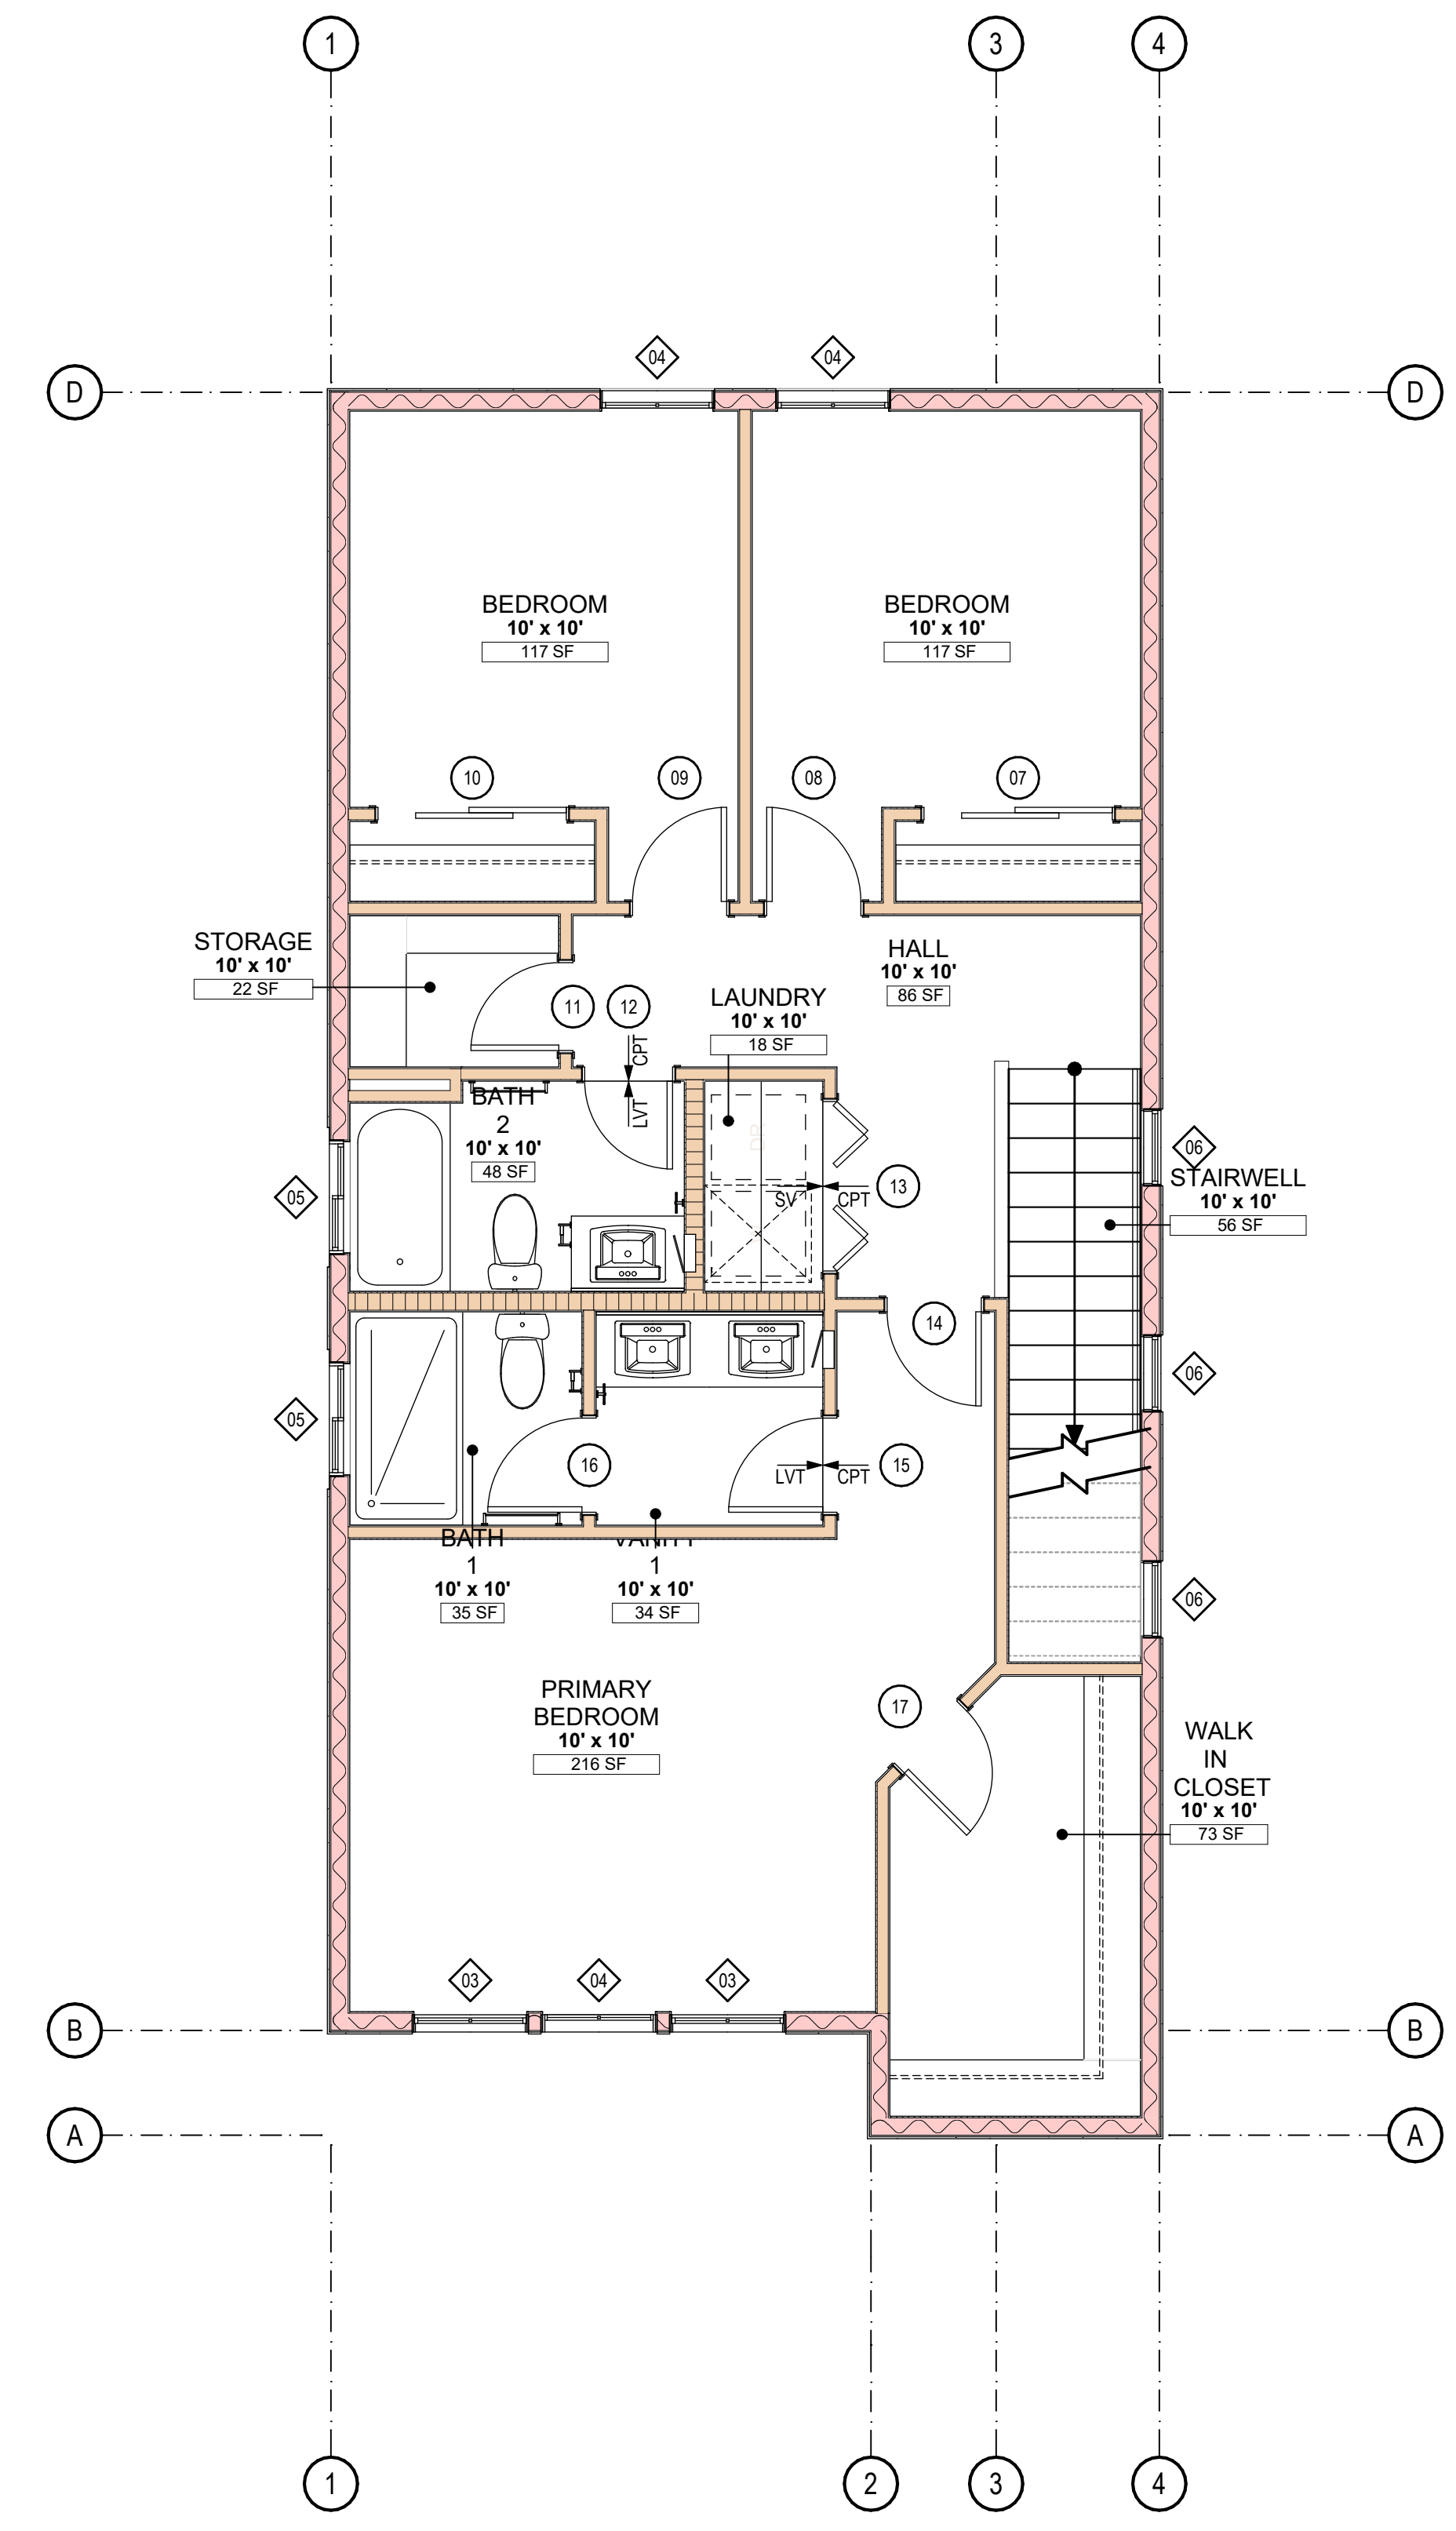 1
3
4
04
04
D
D
BEDROOM
10' x 10'
117 SF
BEDROOM
10' x 10'
117 SF
10
09
08
07
STORAGE
10' x 10'
22 SF
HALL
10' x 10'
86 SF
11
12
LAUNDRY
10' x 10'
18 SF
CPT
LVT
BATH
2
10' x 10'
48 SF
DR
05
SV
CPT
13
06
STAIRWELL
10' x 10'
56 SF
14
06
05
16
LVT
CPT
15
BATH
1
10' x 10'
35 SF
VANITY
1
10' x 10'
34 SF
06
PRIMARY
BEDROOM
10' x 10'
216 SF
17
WALK
IN
CLOSET
10' x 10'
73 SF
03
04
03
B
B
A
A
1
2
3
4